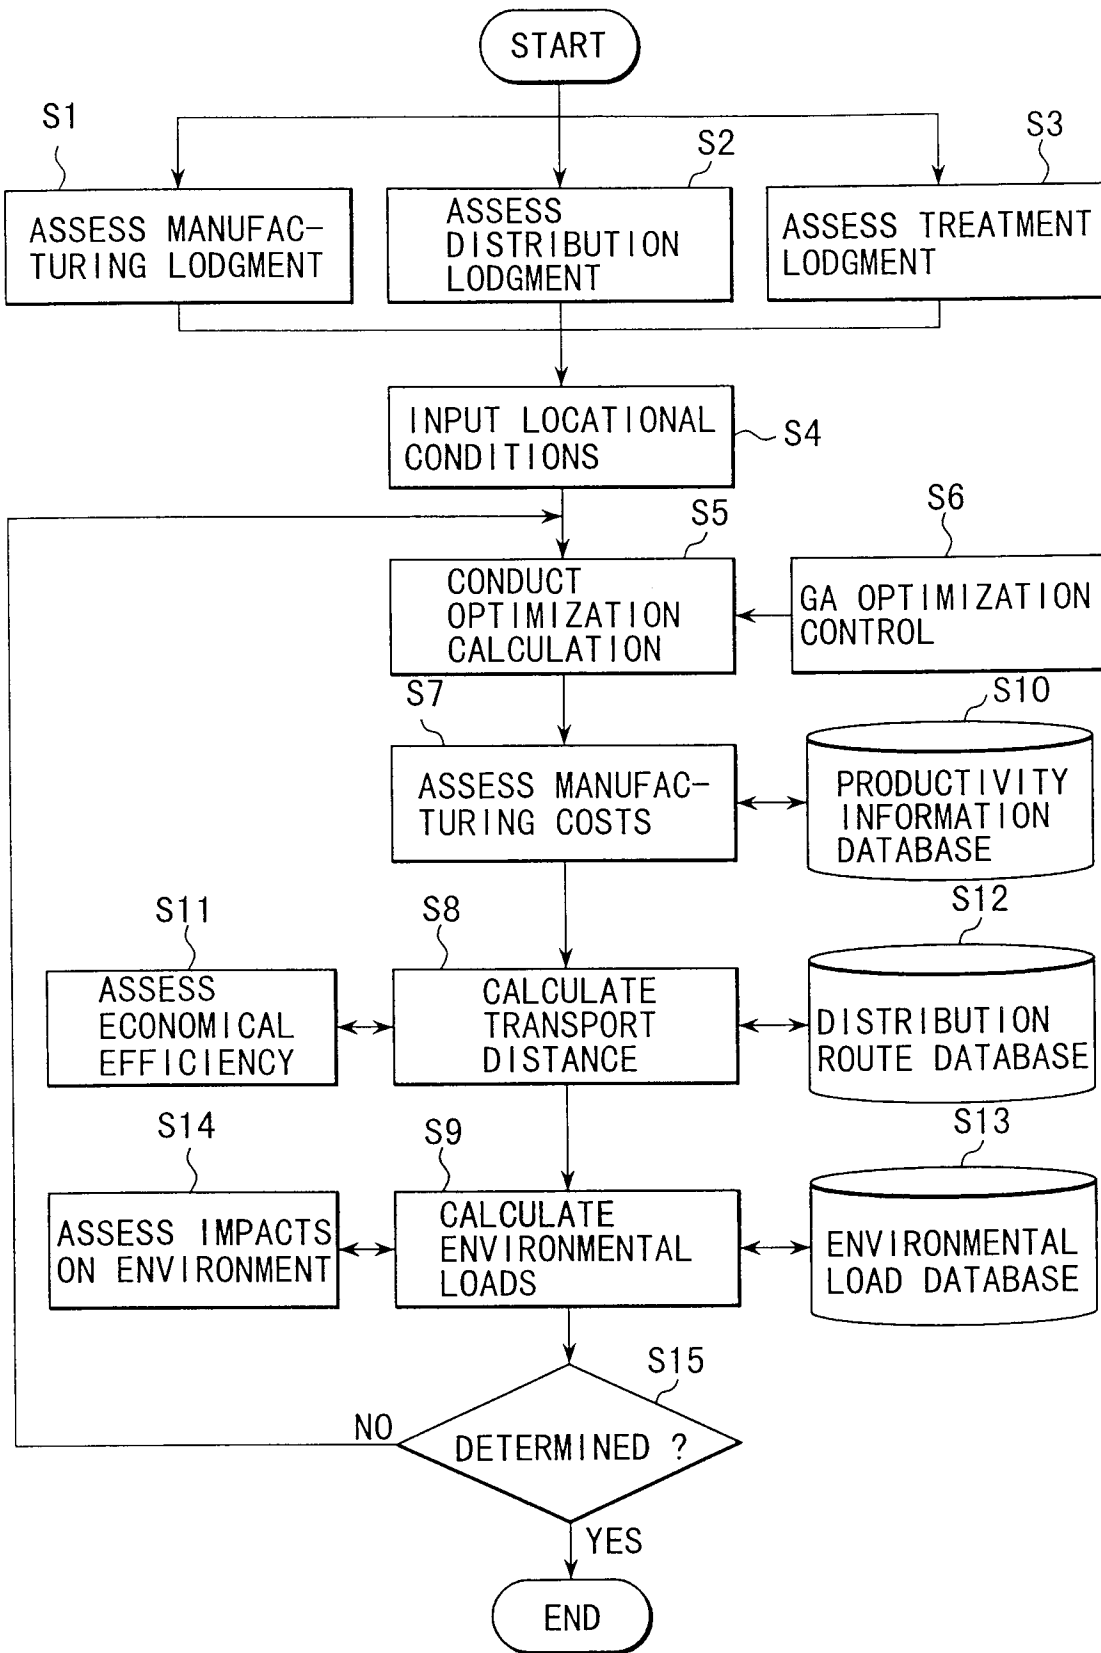 START
S1
S2
S3
ASSESS MANUFAC-
TURING LODGMENT
ASSESS
DISTRIBUTION
LODGMENT
ASSESS TREATMENT
LODGMENT
INPUT LOCATIONAL
CONDITIONS
S4
S5
S6
CONDUCT
OPTIMIZATION
CALCULATION
GA OPTIMIZATION
CONTROL
S7
S10
ASSESS MANUFAC-
TURING COSTS
PRODUCTIVITY
INFORMATION
DATABASE
S11
S8
S12
ASSESS
ECONOMICAL
EFFICIENCY
CALCULATE
TRANSPORT
DISTANCE
DISTRIBUTION
ROUTE DATABASE
S14
S9
S13
ASSESS IMPACTS
ON ENVIRONMENT
CALCULATE
ENVIRONMENTAL
LOADS
ENVIRONMENTAL
LOAD DATABASE
S15
NO
DETERMINED ?
YES
END